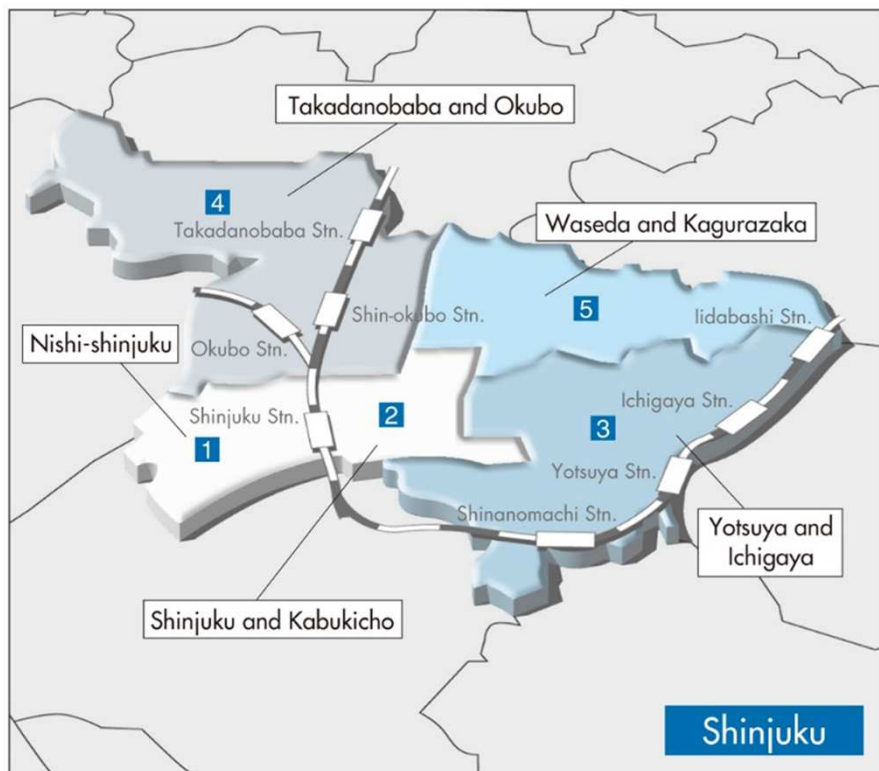 Takadanobaba and Okubo
4
Takadanobaba Stn.
Waseda and Kagurazaka
5
Shin-okubo Stn.
Iidabashi Stn.
Nishi-shinjuku
Okubo Stn.
Shinjuku Stn.
2
Ichigaya Stn.
3
1
Yotsuya Stn.
Shinanomachi Stn.
Yotsuya and
Ichigaya
Shinjuku and Kabukicho
Shinjuku